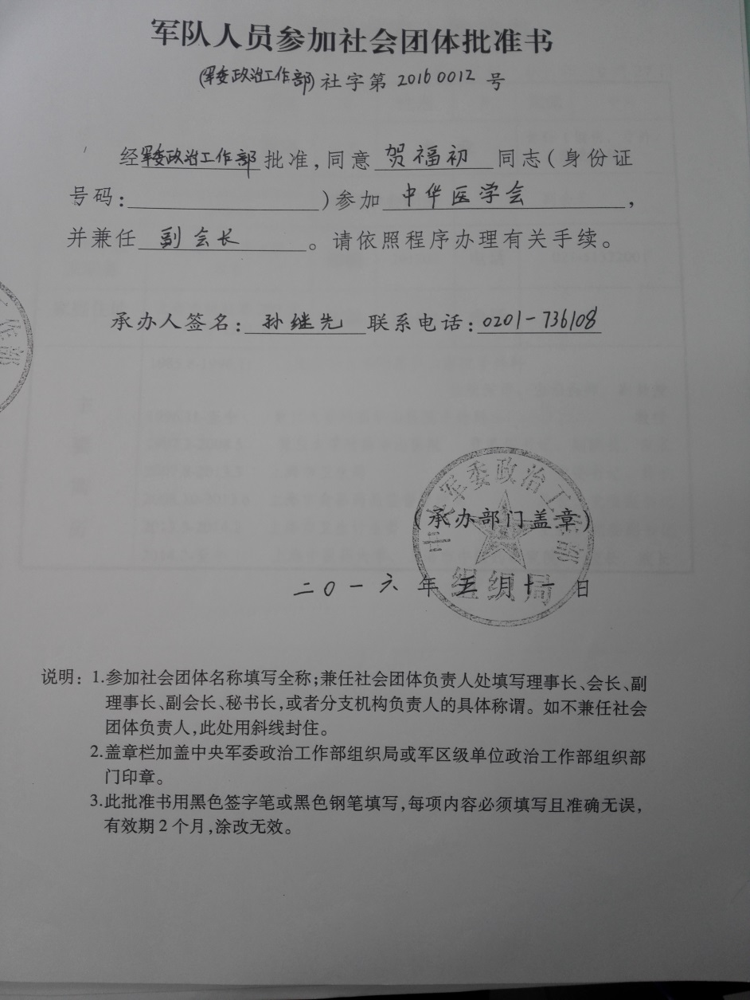 军队人员参加社会团体批准书
(军委政治工作部)社字第 20160012 号
经军委政治工作部批准,同意 贺福初 同志(身份证
号码: )参加 中华医学会 ,
并兼任 副会长 。请依照程序办理有关手续。
承办人签名: 孙继先 联系电话:0201-736108
中央军委政治工作部
(承办部门盖章)
组织局
二0一六 年 五 月 十一 日
说明:1.参加社会团体名称填写全称;兼任社会团体负责人处填写理事长、会长、副
理事长、副会长、秘书长,或者分支机构负责人的具体称谓。如不兼任社会
团体负责人,此处用斜线封住。
2.盖章栏加盖中央军委政治工作部组织局或军区级单位政治工作部组织部
门印章。
3.此批准书用黑色签字笔或黑色钢笔填写,每项内容必须填写且准确无误,
有效期2个月,涂改无效。